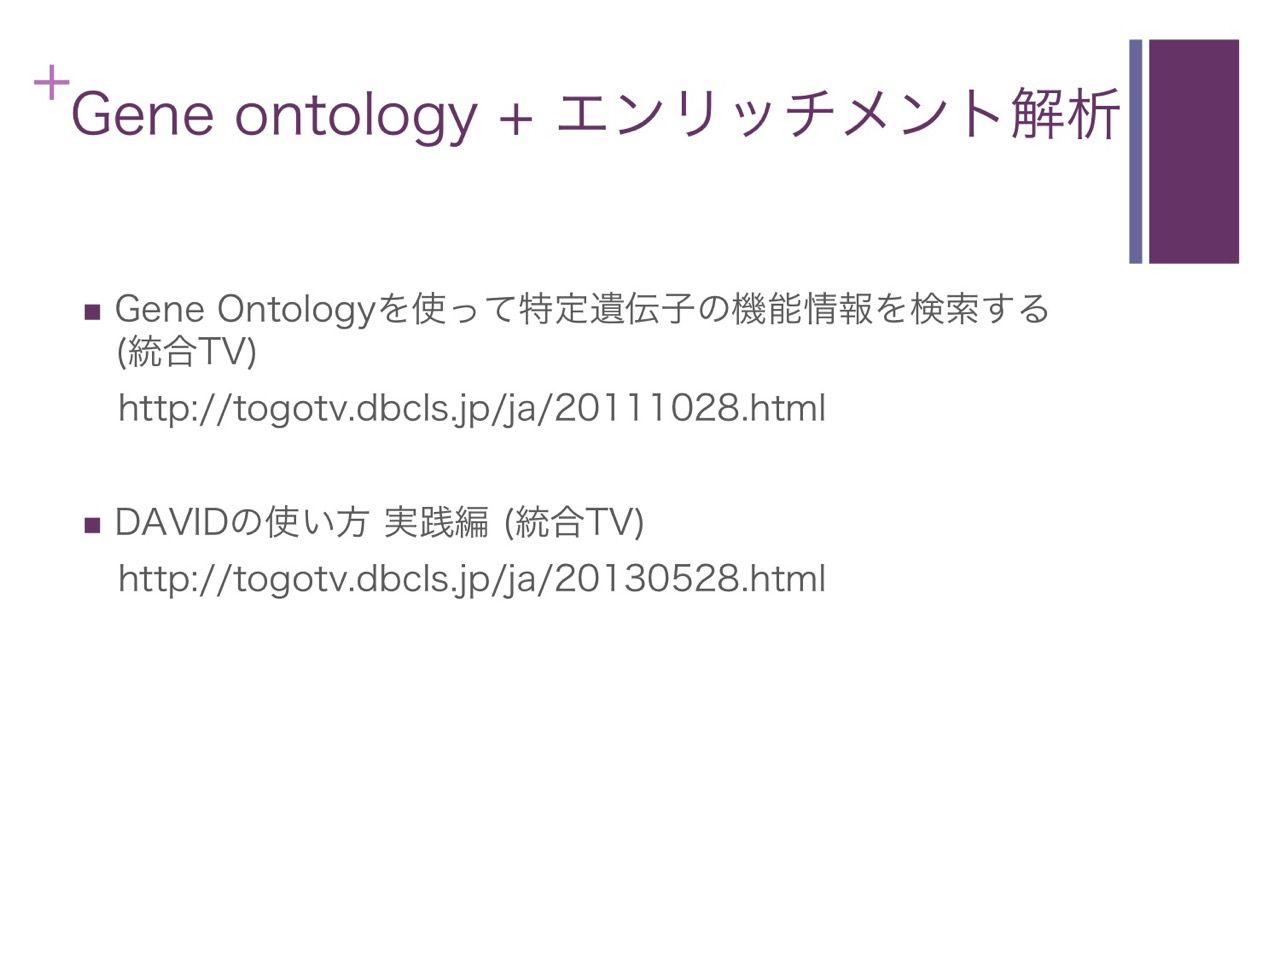 Gene ontology + エンリッチメント解析
Gene Ontologyを使って特定遺伝子の機能情報を検索する
(統合TV)
http://togotv.dbcls.jp/ja/20111028.html
DAVIDの使い方 実践編 (統合TV)
http://togotv.dbcls.jp/ja/20130528.html